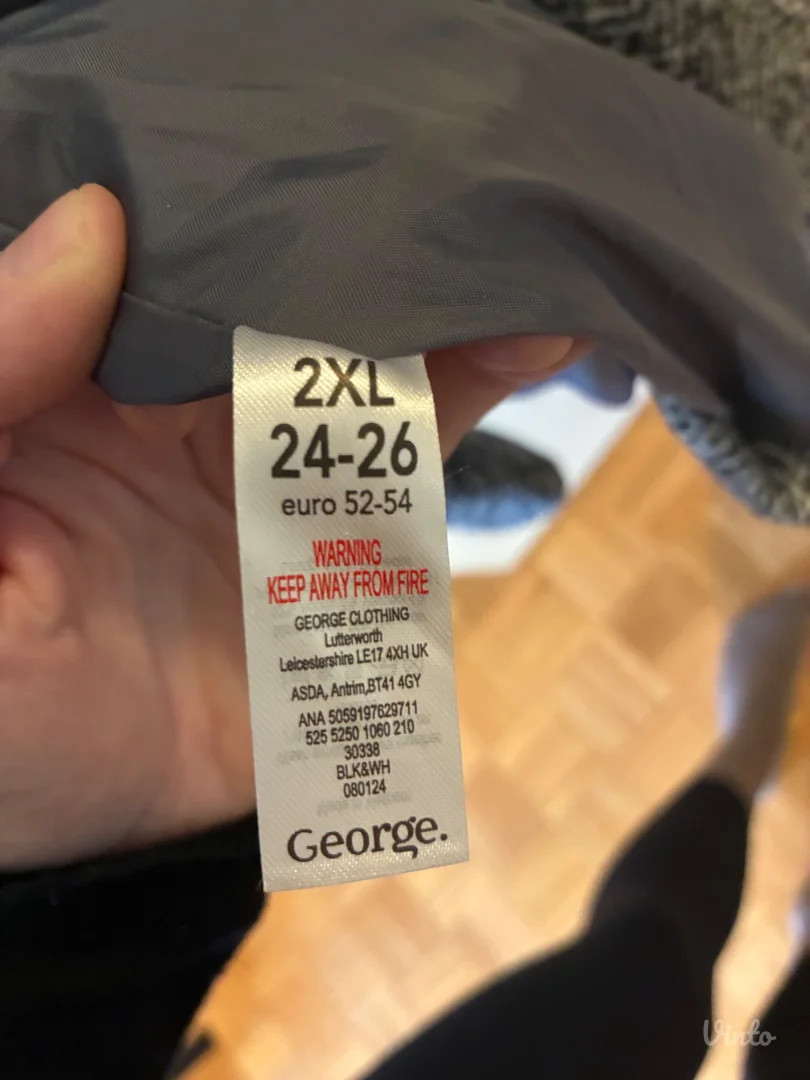 2XL
24-26
euro 52-54
WARNING
KEEP AWAY FROM FIRE
GEORGE CLOTHING
Lutterworth
Leicestershire LE17 4XH UK
ASDA, Antrim,BT41 4GY
ANA 5059197629711
525 5250 1060 210
30338
BLK&WH
080124
George.
Vinto